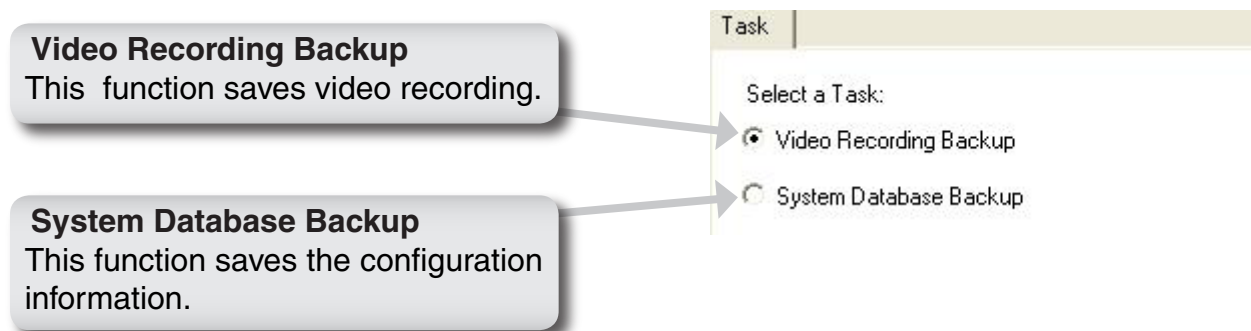 Video Recording Backup
This function saves video recording.
System Database Backup
This function saves the configuration
information.
Task
Select a Task:
Video Recording Backup
System Database Backup